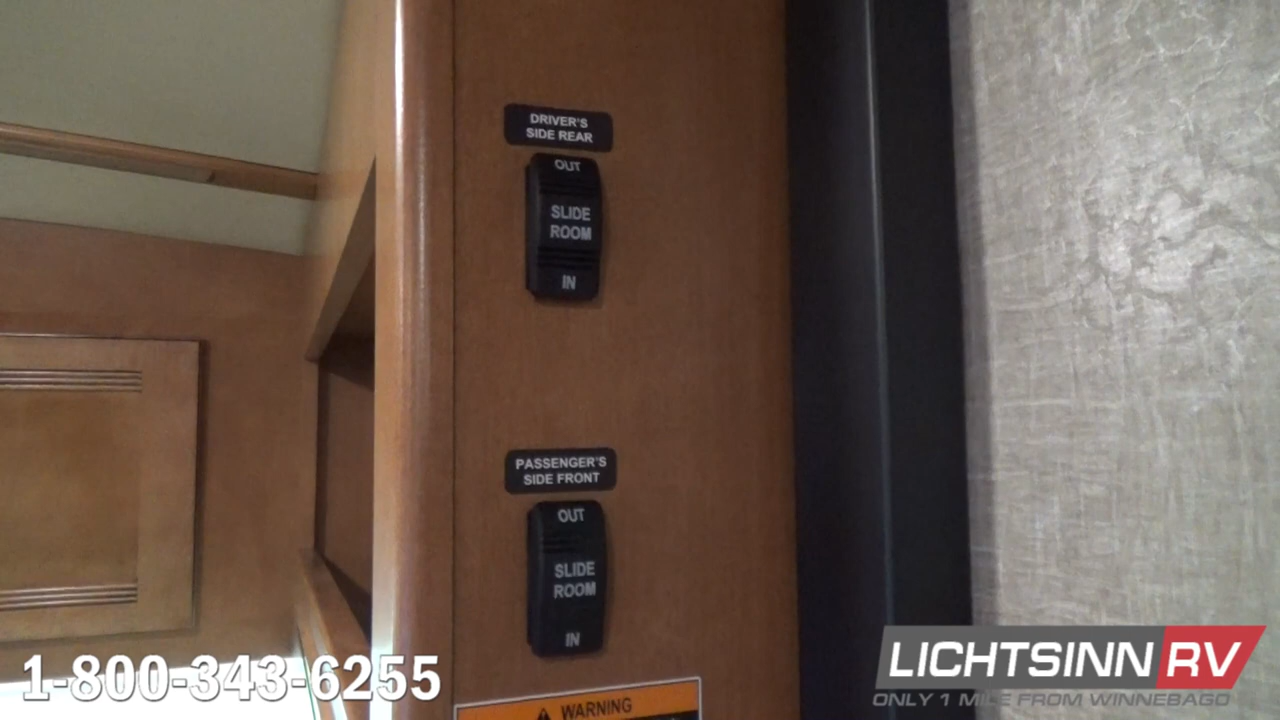 DRIVER'S
SIDE REAR
OUT
SLIDE
ROOM
IN
PASSENGER'S
SIDE FRONT
OUT
SLIDE
ROOM
IN
WARNING
1-800-343-6255
LICHTSINN RV
ONLY 1 MILE FROM WINNEBAGO